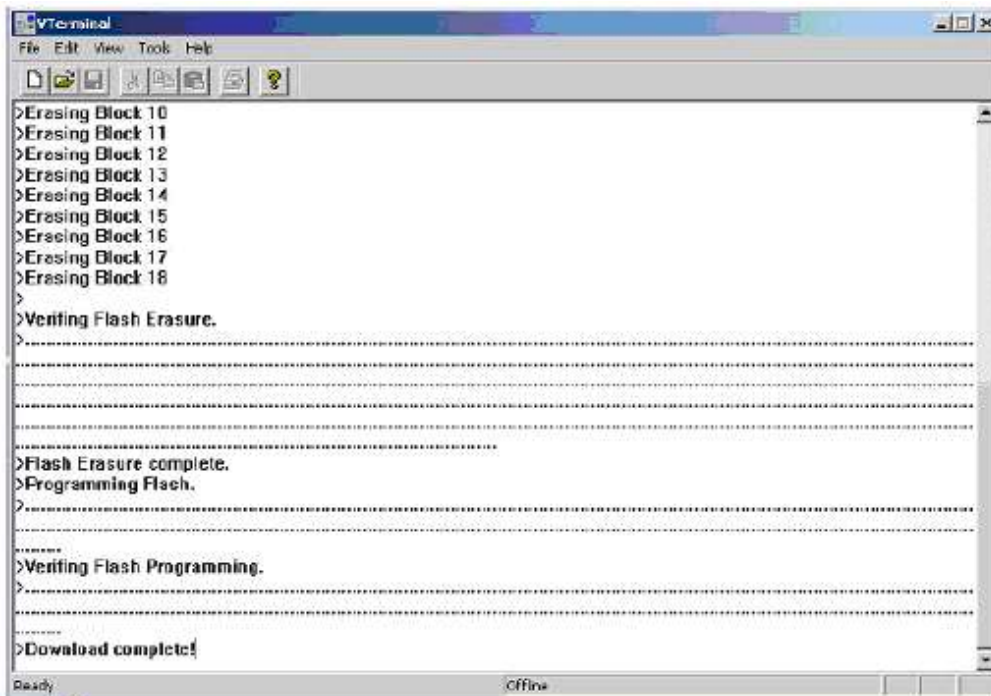 VTerminal
File Edit View Tools Help
>Erasing Block 10
>Erasing Block 11
>Erasing Block 12
>Erasing Block 13
>Erasing Block 14
>Erasing Block 15
>Erasing Block 16
>Erasing Block 17
>Erasing Block 18
>
>Verifing Flash Erasure.
>................................................................................
................................................................................
................................................................................
................................................................................
................................................................................
........................................
>Flash Erasure complete.
>Programming Flash.
>................................................................................
................................................................................
.........
>Verifing Flash Programming.
>................................................................................
................................................................................
.........
>Download complete!
Ready Offline